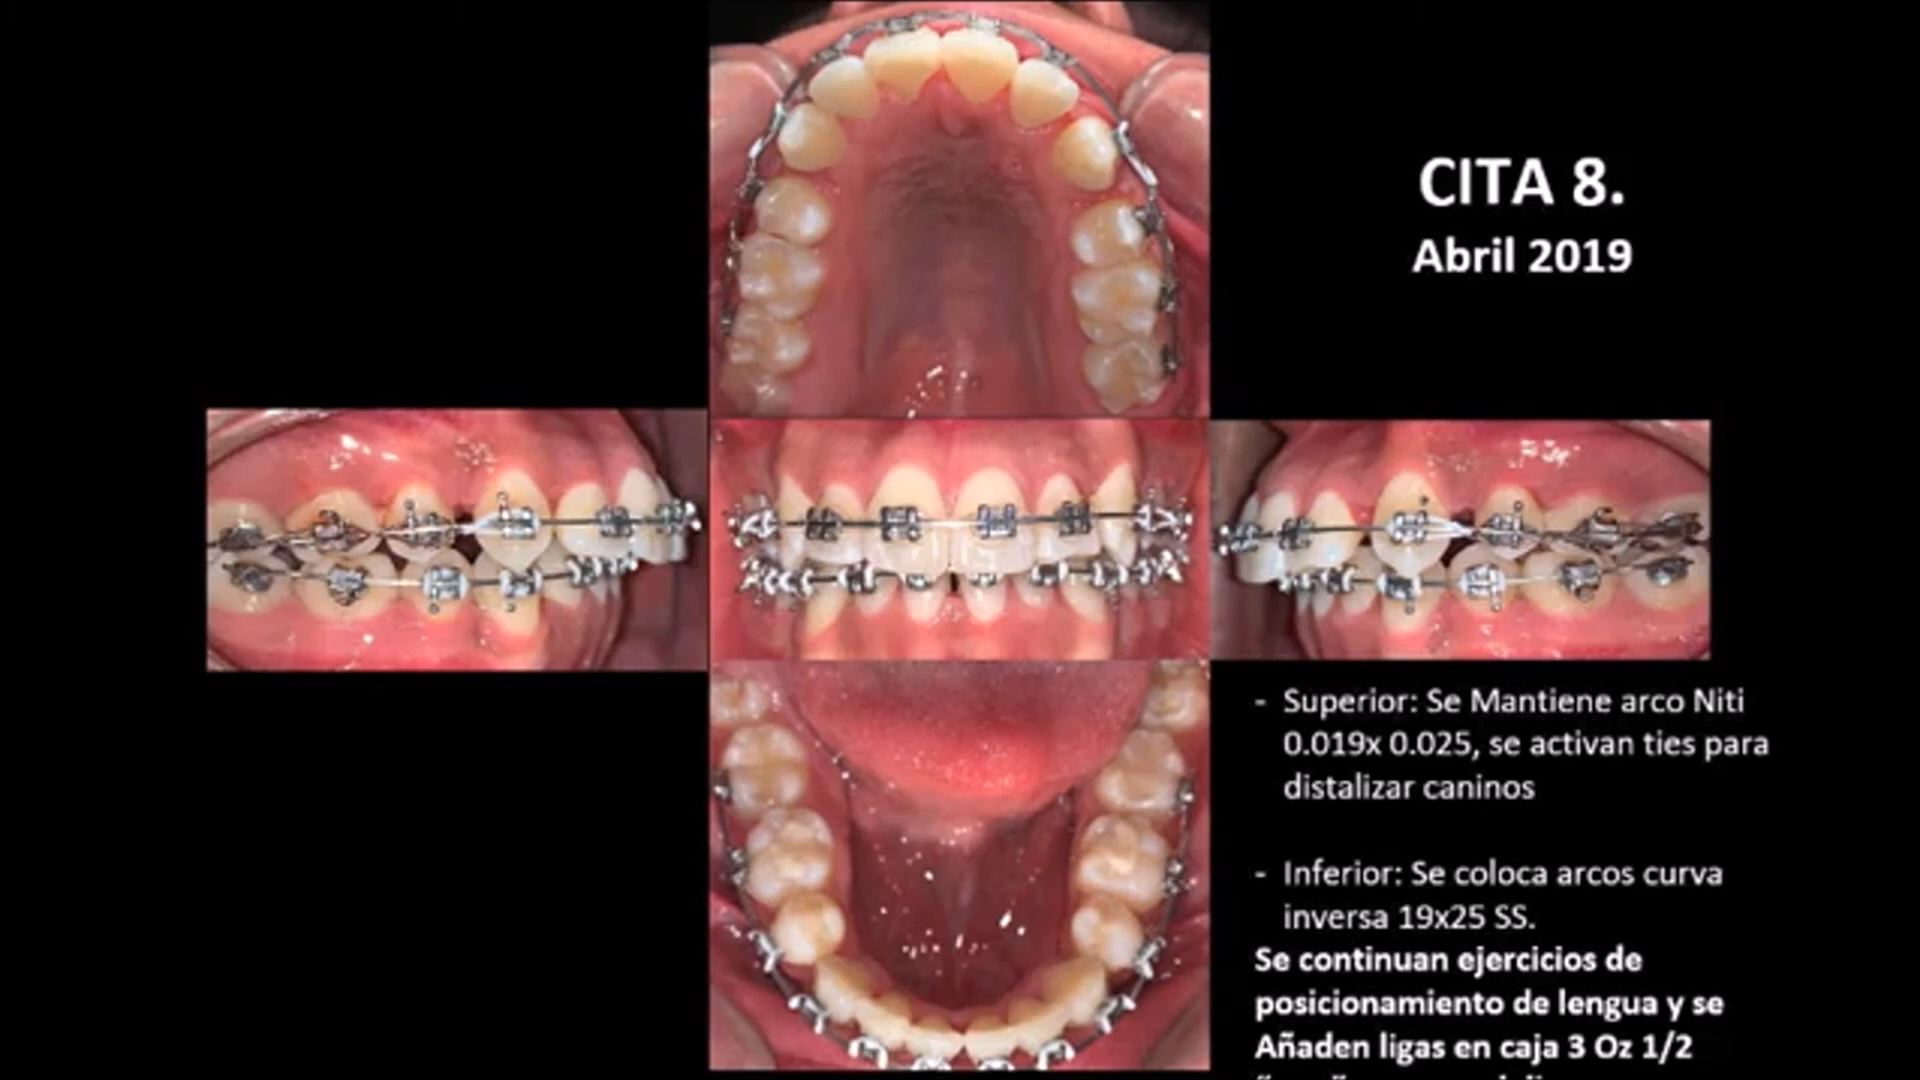 CITA 8.
Abril 2019
- Superior: Se Mantiene arco Niti
0.019x 0.025, se activan ties para
distalizar caninos
- Inferior: Se coloca arcos curva
inversa 19x25 SS.
Se continuan ejercicios de
posicionamiento de lengua y se
Añaden ligas en caja 3 Oz 1/2